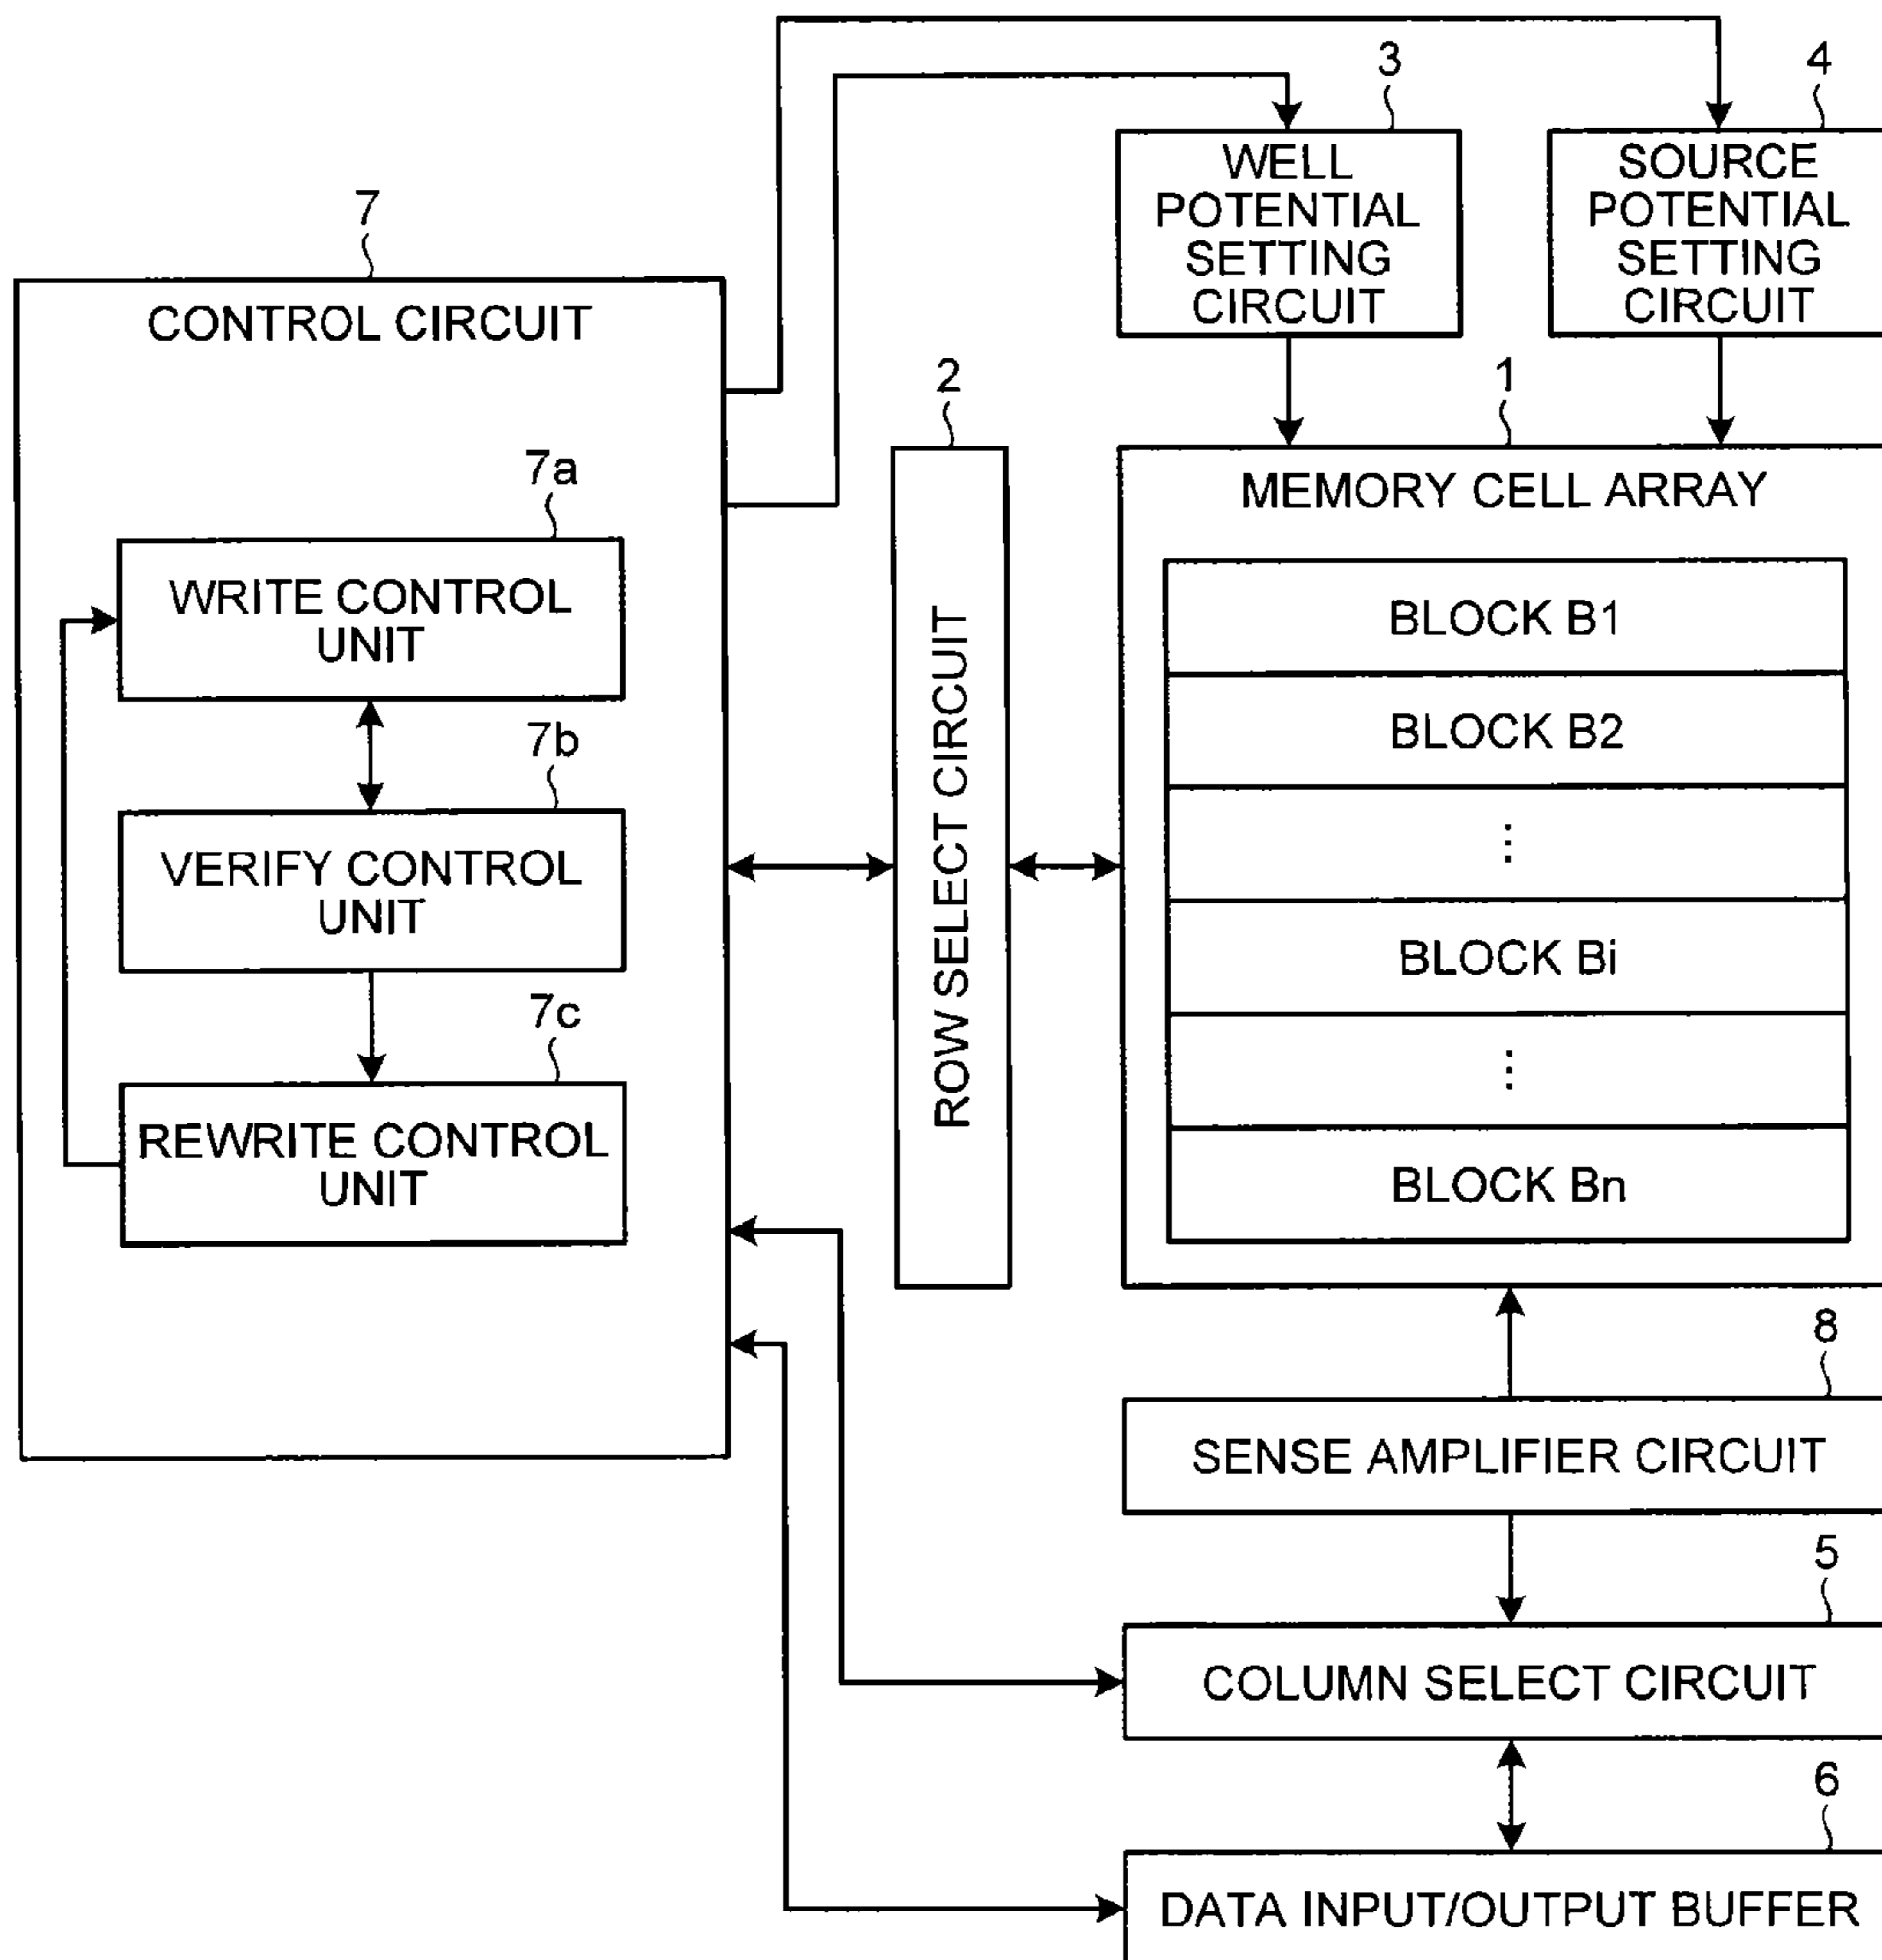 3
4
WELL
POTENTIAL
SETTING
CIRCUIT
SOURCE
POTENTIAL
SETTING
CIRCUIT
7
CONTROL CIRCUIT
7a
WRITE CONTROL
UNIT
7b
VERIFY CONTROL
UNIT
7c
REWRITE CONTROL
UNIT
2
ROW SELECT CIRCUIT
1
MEMORY CELL ARRAY
BLOCK B1
BLOCK B2
⋮
BLOCK Bi
⋮
BLOCK Bn
8
SENSE AMPLIFIER CIRCUIT
5
COLUMN SELECT CIRCUIT
6
DATA INPUT/OUTPUT BUFFER